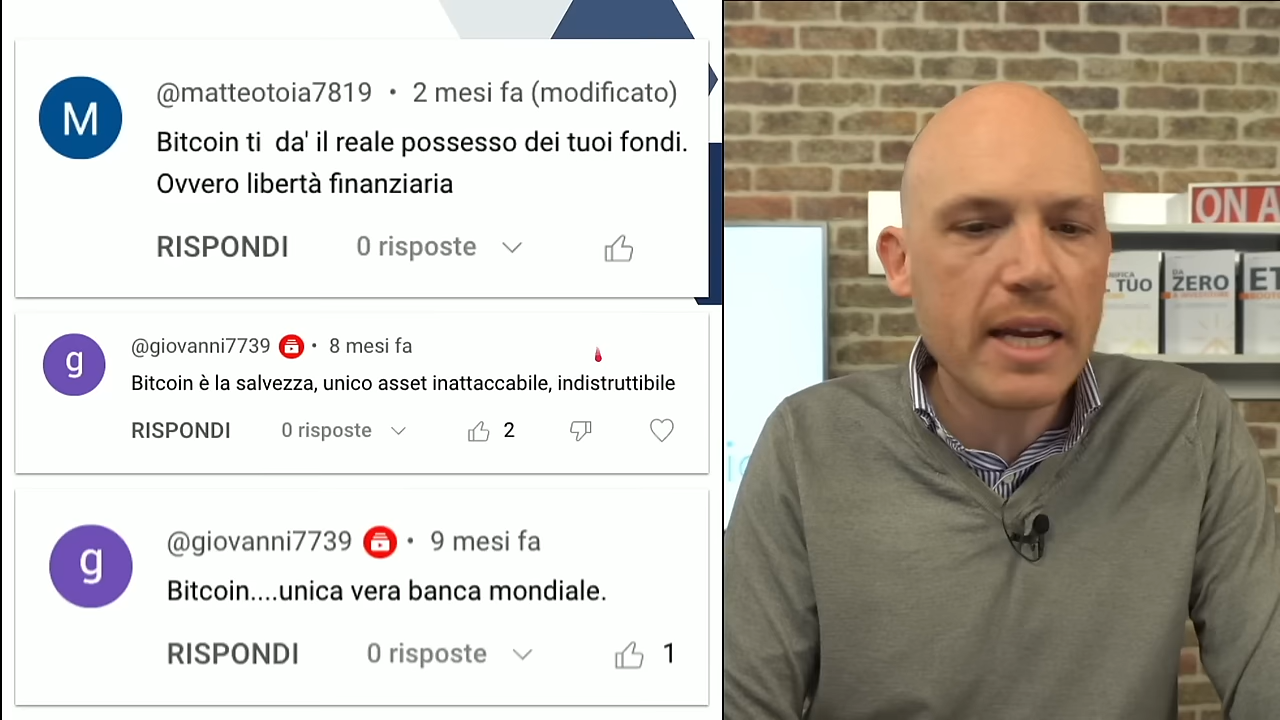 M
@matteotoia7819 • 2 mesi fa (modificato)
Bitcoin ti da' il reale possesso dei tuoi fondi.
Ovvero libertà finanziaria
RISPONDI 0 risposte
g
@giovanni7739 • 8 mesi fa
Bitcoin è la salvezza, unico asset inattaccabile, indistruttibile
RISPONDI 0 risposte 2
g
@giovanni7739 • 9 mesi fa
Bitcoin....unica vera banca mondiale.
RISPONDI 0 risposte 1
ON A
L TUO
DA
ZERO
ET